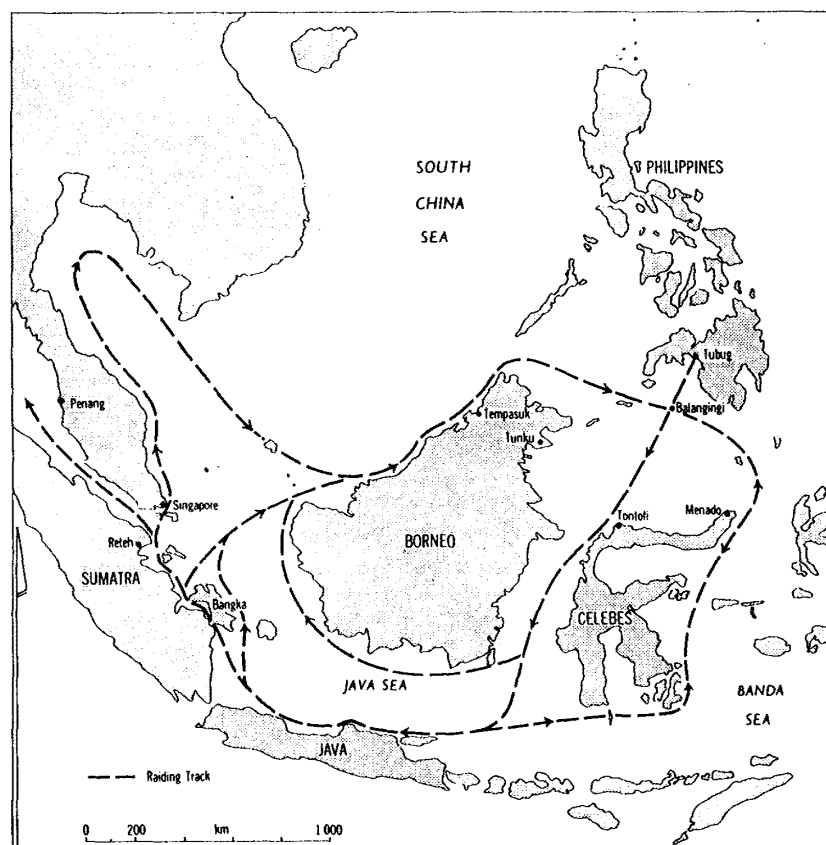 SOUTH
CHINA
SEA
PHILIPPINES
Tubug
Penang
Balangingi
Tempasuk
Tunku
Singapore
Menado
Tontoli
Reteh
BORNEO
SUMATRA
Bangka
CELEBES
JAVA SEA
BANDA
SEA
JAVA
Raiding Track
0 200 km 1 000